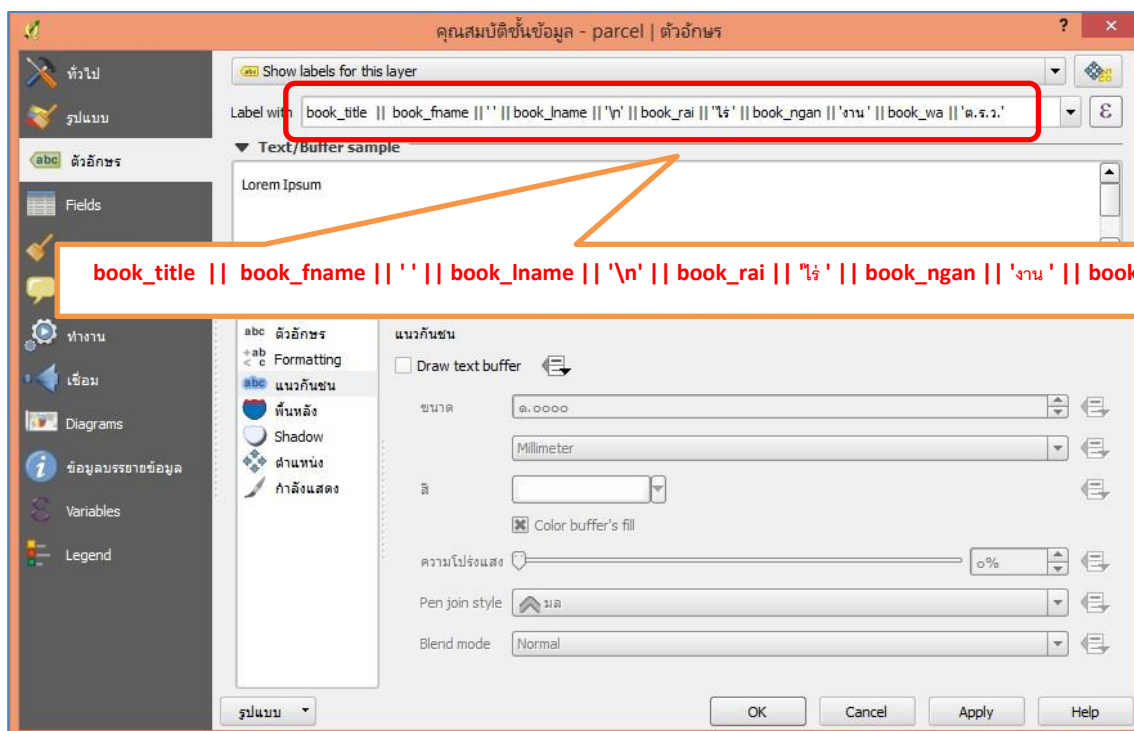 คุณสมบัติชั้นข้อมูล - parcel | ตัวอักษร
?
ทั่วไป
Show labels for this layer
รูปแบบ
Label with book_title || book_fname || ' ' || book_lname || '\n' || book_rai || 'ไร่ ' || book_ngan || 'งาน ' || book_wa || 'ต.ร.ว.'
ε
abc ตัวอักษร
Text/Buffer sample
Lorem Ipsum
Fields
book_title || book_fname || ' ' || book_lname || '\n' || book_rai || 'ไร่ ' || book_ngan || 'งาน ' || book
ทำงาน
เชื่อม
Diagrams
ข้อมูลบรรยายข้อมูล
Variables
Legend
abc ตัวอักษร
+ab < c Formatting
abc แนวกันชน
พื้นหลัง
Shadow
ตำแหน่ง
กำลังแสดง
แนวกันชน
Draw text buffer
ขนาด ๑.๐๐๐๐
Millimeter
สี
Color buffer's fill
ความโปร่งแสง ๐%
Pen join style มล
Blend mode Normal
รูปแบบ
OK Cancel Apply Help